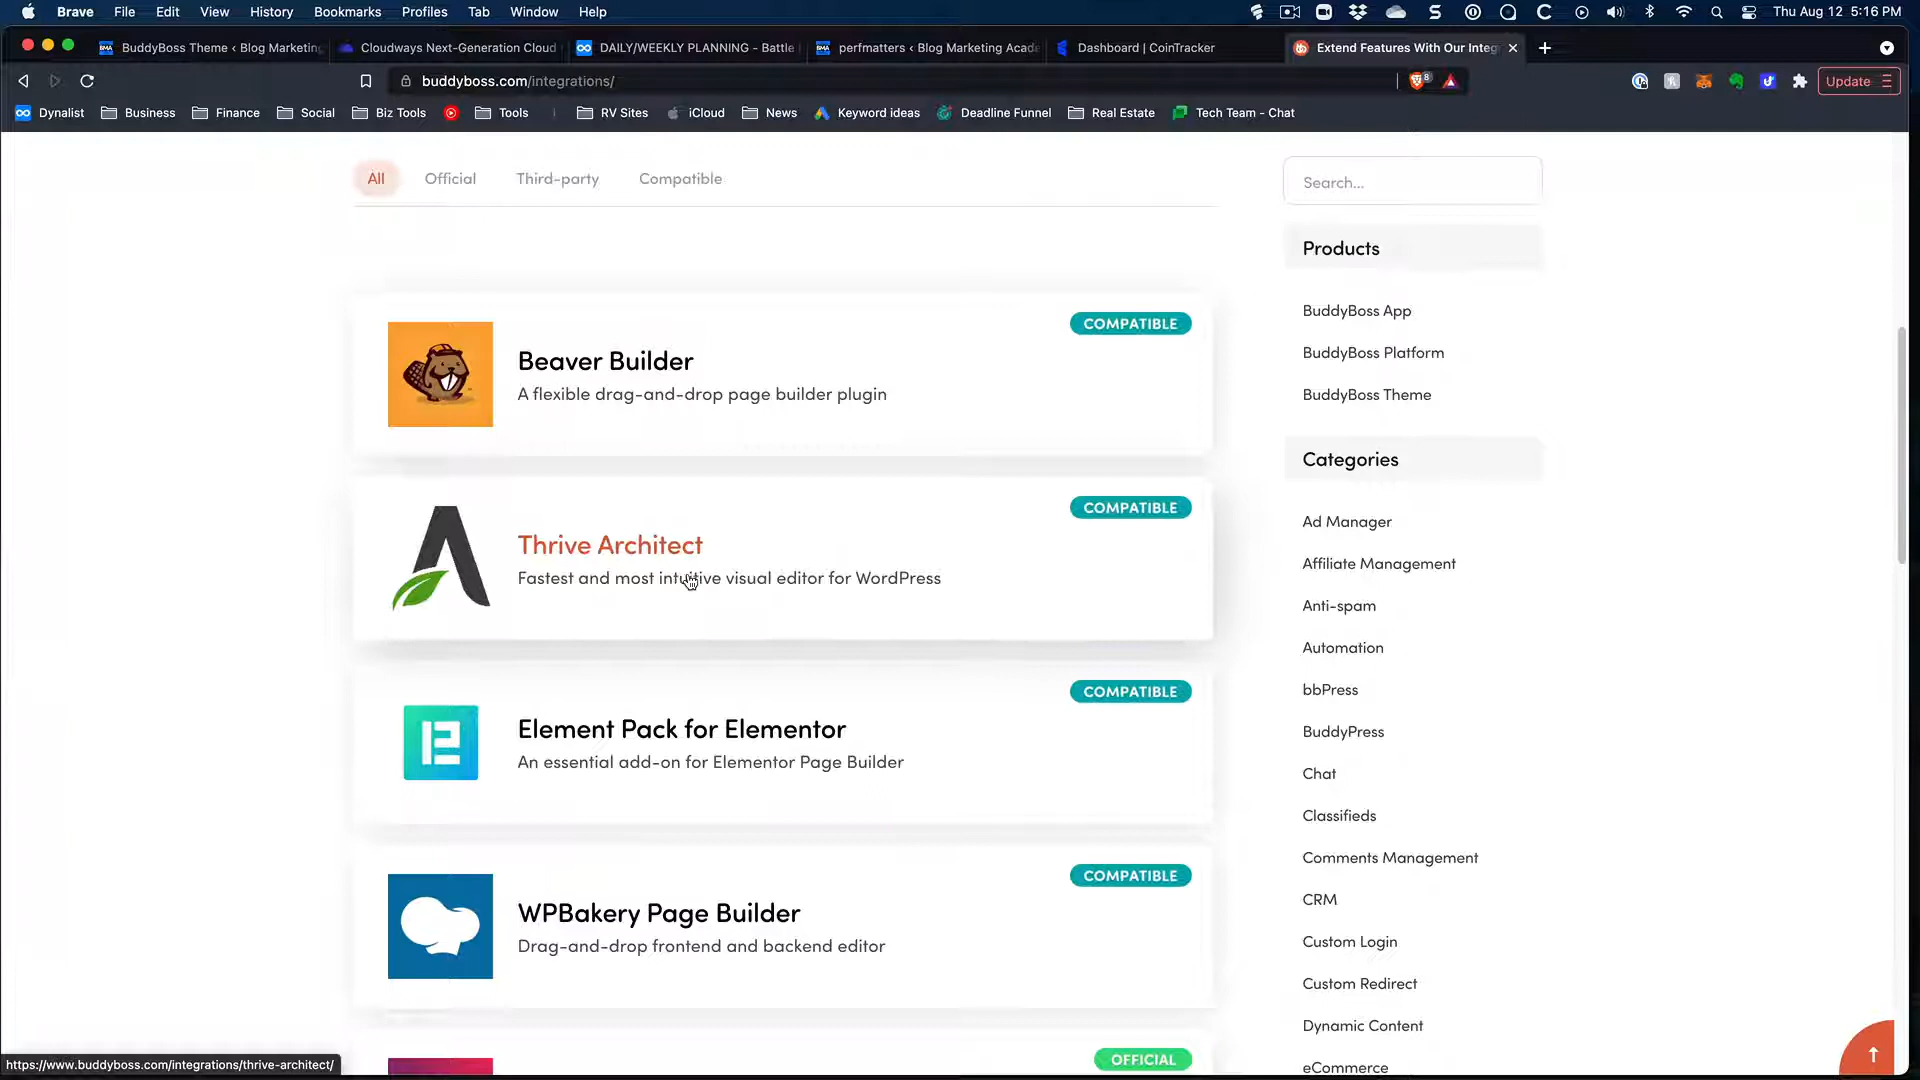 Brave File Edit View History Bookmarks Profiles Tab Window Help Thu Aug 12 5:16 PM
BuddyBoss Theme ‹ Blog Marketing Cloudways Next-Generation Cloud DAILY/WEEKLY PLANNING - Battle perfmatters ‹ Blog Marketing Acade Dashboard | CoinTracker Extend Features With Our Integ
buddyboss.com/integrations/ 8 Update
Dynalist Business Finance Social Biz Tools Tools RV Sites iCloud News Keyword ideas Deadline Funnel Real Estate Tech Team - Chat
All Official Third-party Compatible
COMPATIBLE
Beaver Builder
A flexible drag-and-drop page builder plugin
COMPATIBLE
Thrive Architect
Fastest and most intuitive visual editor for WordPress
COMPATIBLE
Element Pack for Elementor
An essential add-on for Elementor Page Builder
COMPATIBLE
WPBakery Page Builder
Drag-and-drop frontend and backend editor
OFFICIAL
Search...
Products
BuddyBoss App
BuddyBoss Platform
BuddyBoss Theme
Categories
Ad Manager
Affiliate Management
Anti-spam
Automation
bbPress
BuddyPress
Chat
Classifieds
Comments Management
CRM
Custom Login
Custom Redirect
Dynamic Content
eCommerce
https://www.buddyboss.com/integrations/thrive-architect/